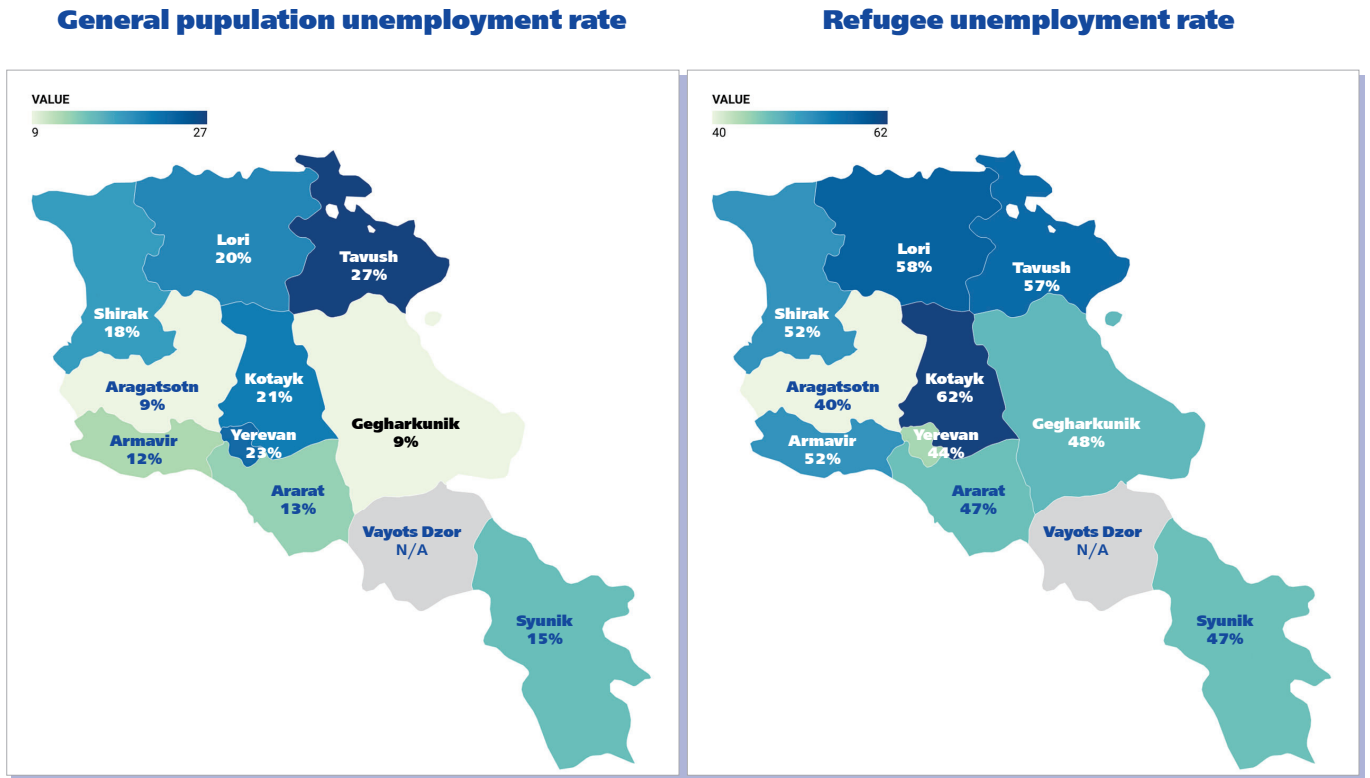 General pupulation unemployment rate
VALUE
9 27
Lori
20%
Tavush
27%
Shirak
18%
Kotayk
21%
Aragatsotn
9%
Gegharkunik
9%
Yerevan
23%
Armavir
12%
Ararat
13%
Vayots Dzor
N/A
Syunik
15%
Refugee unemployment rate
VALUE
40 62
Lori
58%
Tavush
57%
Shirak
52%
Kotayk
62%
Aragatsotn
40%
Gegharkunik
48%
Yerevan
44%
Armavir
52%
Ararat
47%
Vayots Dzor
N/A
Syunik
47%